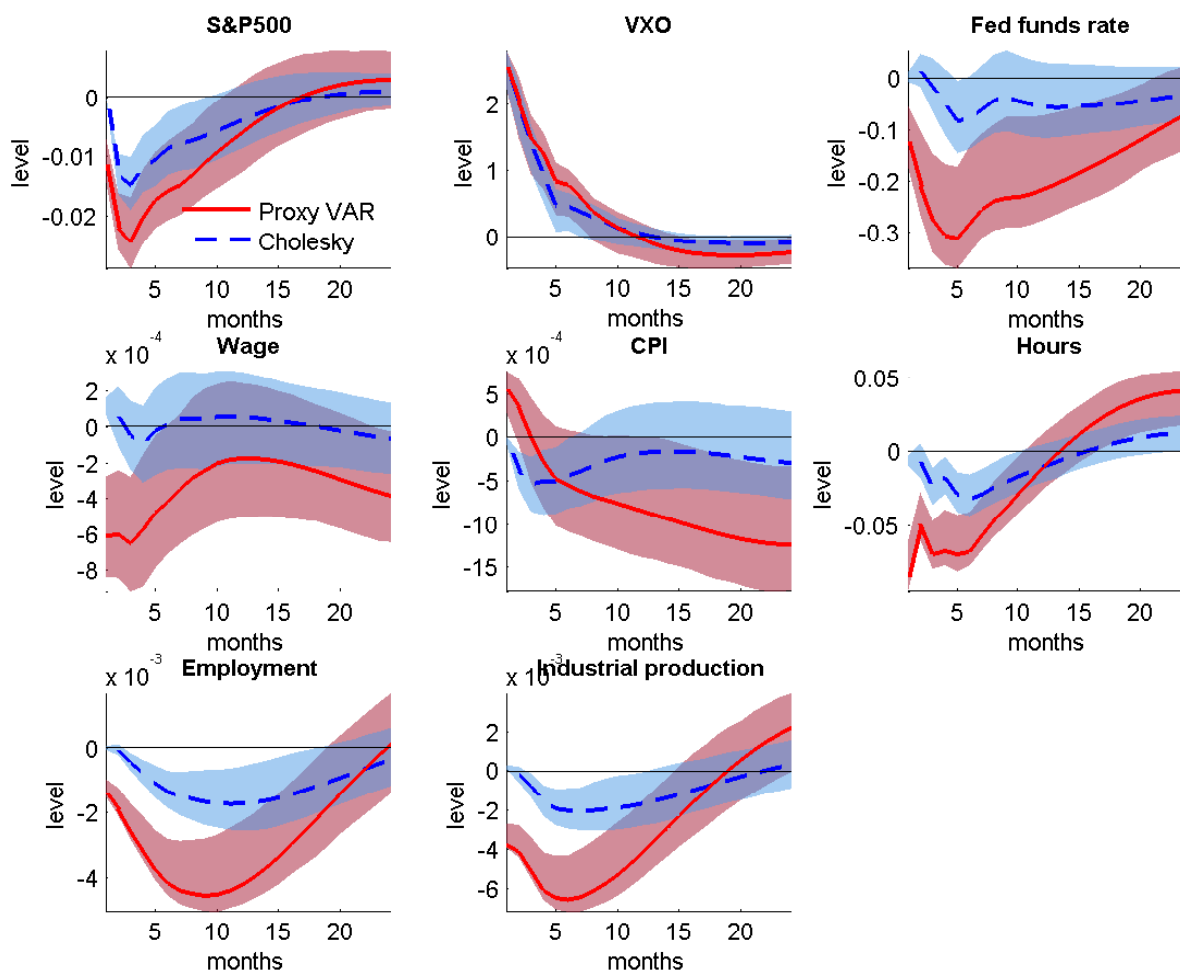 S&P500
VXO
Fed funds rate
0
-0.01
-0.02
level
Proxy VAR
Cholesky
5
10
15
20
months
2
1
0
level
5
10
15
20
months
0
-0.1
-0.2
-0.3
level
5
10
15
20
months
x 10⁻⁴
Wage
x 10⁻⁴
CPI
Hours
2
0
-2
-4
-6
-8
level
5
10
15
20
months
5
0
-5
-10
-15
level
5
10
15
20
months
0.05
0
-0.05
level
5
10
15
20
months
x 10⁻³
Employment
x 10⁻³
Industrial production
0
-2
-4
level
5
10
15
20
months
2
0
-2
-4
-6
level
5
10
15
20
months